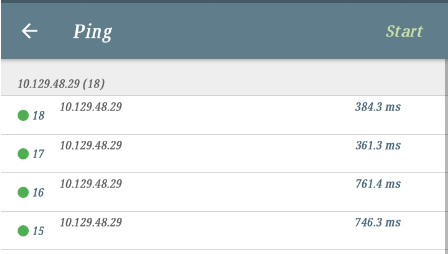 Ping Start
10.129.48.29 (18)
18 10.129.48.29 384.3 ms
17 10.129.48.29 361.3 ms
16 10.129.48.29 761.4 ms
15 10.129.48.29 746.3 ms